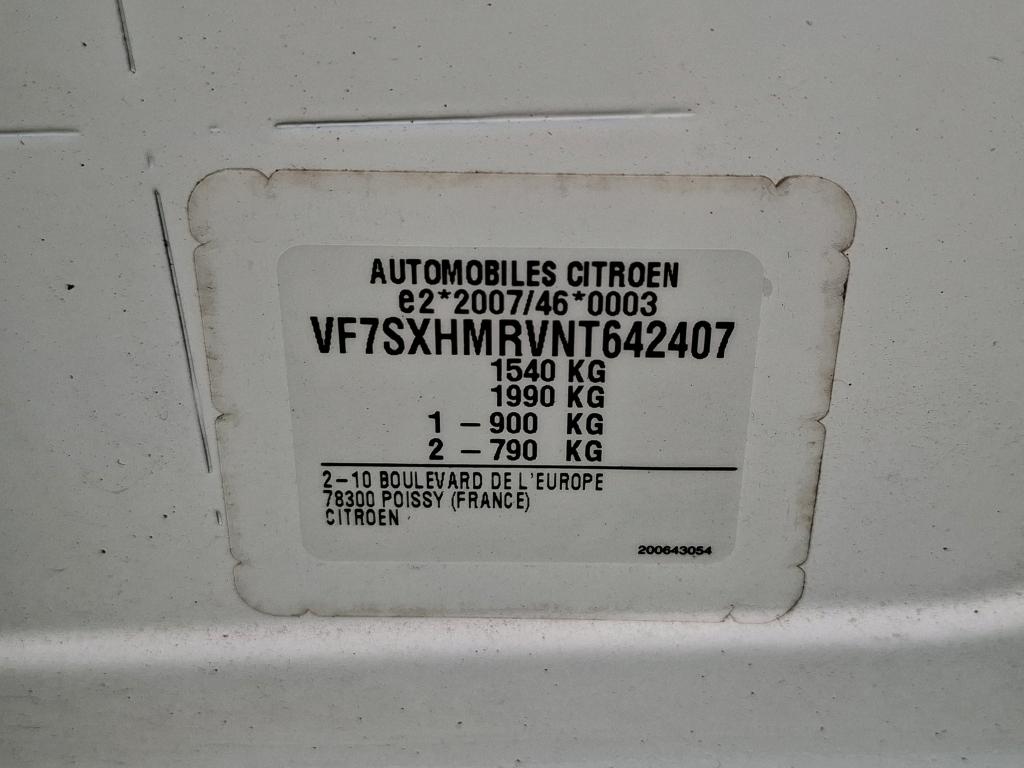 AUTOMOBILES CITROEN
e2*2007/46*0003
VF7SXHMRVNT642407
1540 KG
1990 KG
1 - 900 KG
2 - 790 KG
2-10 BOULEVARD DE L'EUROPE
78300 POISSY (FRANCE)
CITROEN
200643054